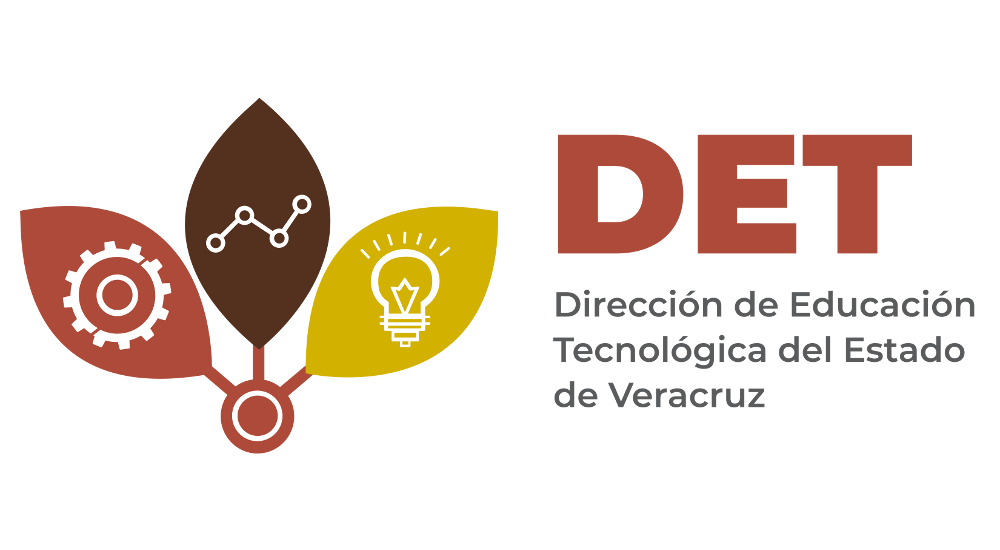 DET
Dirección de Educación
Tecnológica del Estado
de Veracruz